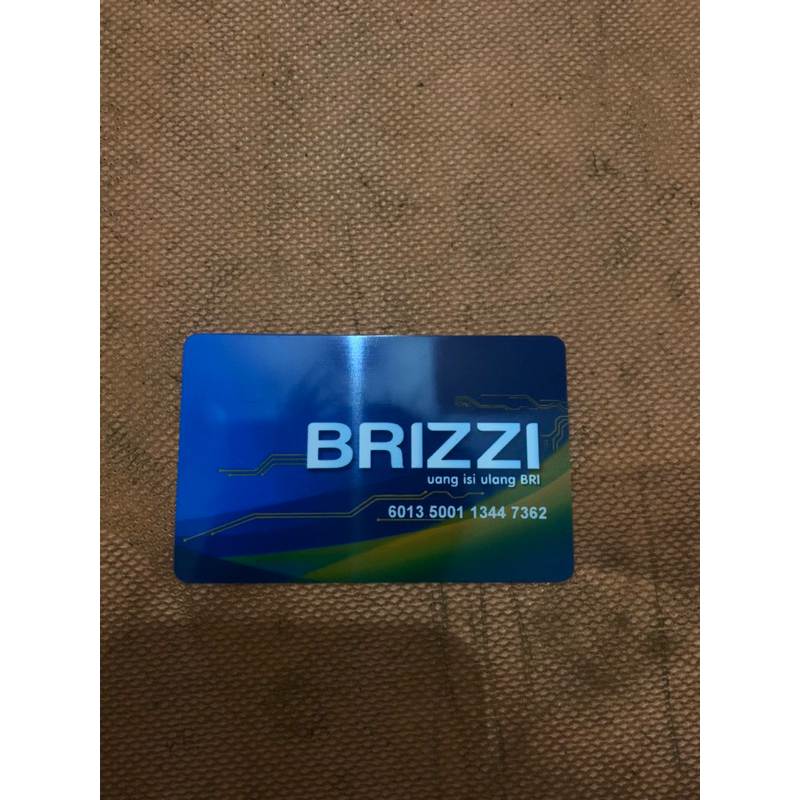 BRIZZI
uang isi ulang BRI
6013 5001 1344 7362